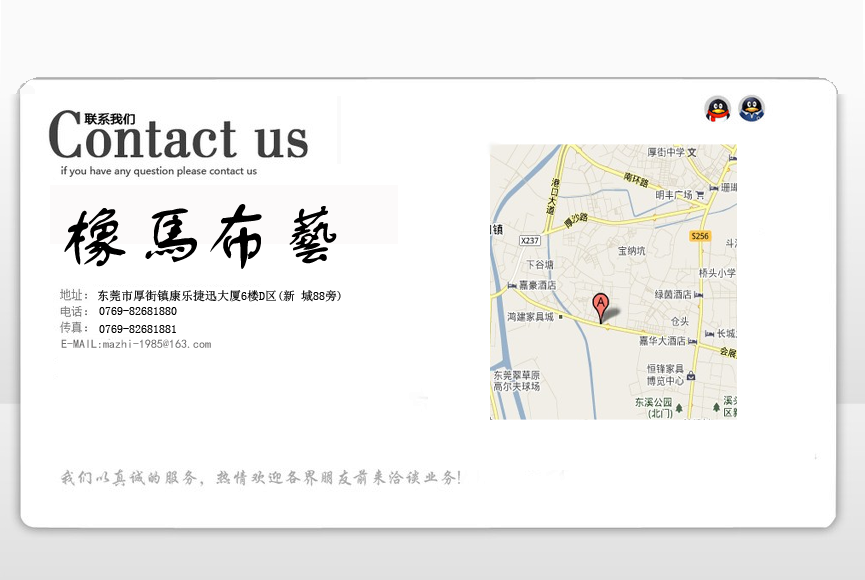 联系我们
Contact us
if you have any question please contact us
橡馬布藝
地址： 东莞市厚街镇康乐捷迅大厦6楼D区(新 城88旁)
电话： 0769-82681880
传真： 0769-82681881
E-MAIL:mazhi-1985@163.com
厚街中学 文
南环路
港口大道
明丰广场
珊瑚
厚沙路
镇
X237
S256
宝纳坑
斗
下谷塘
桥头小学
嘉豪酒店
绿茵酒店
A
鸿建家具城
仓头
长城
嘉华大酒店
会展
恒锋家具
博览中心
东莞翠草原
高尔夫球场
东溪公园
(北门)
溪头
区
我们以真诚的服务，热情欢迎各界朋友前来洽谈业务!